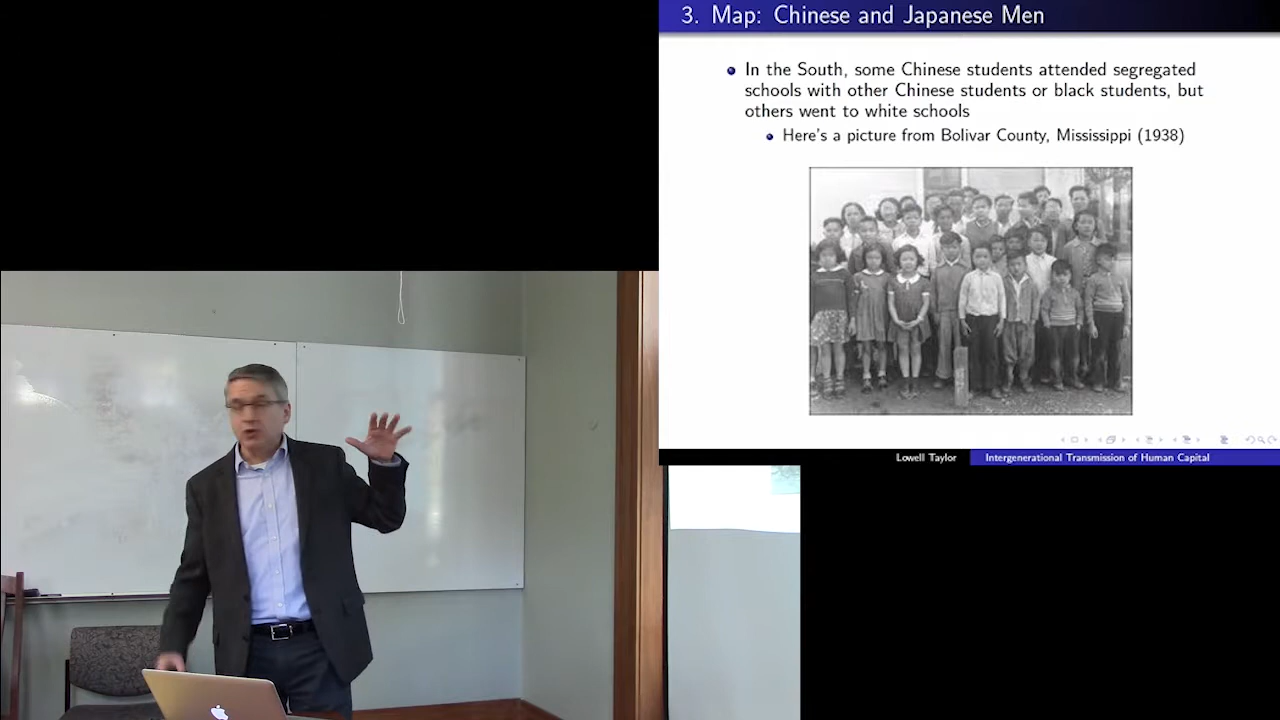 3. Map: Chinese and Japanese Men
In the South, some Chinese students attended segregated
schools with other Chinese students or black students, but
others went to white schools
Here's a picture from Bolivar County, Mississippi (1938)
Lowell Taylor
Intergenerational Transmission of Human Capital